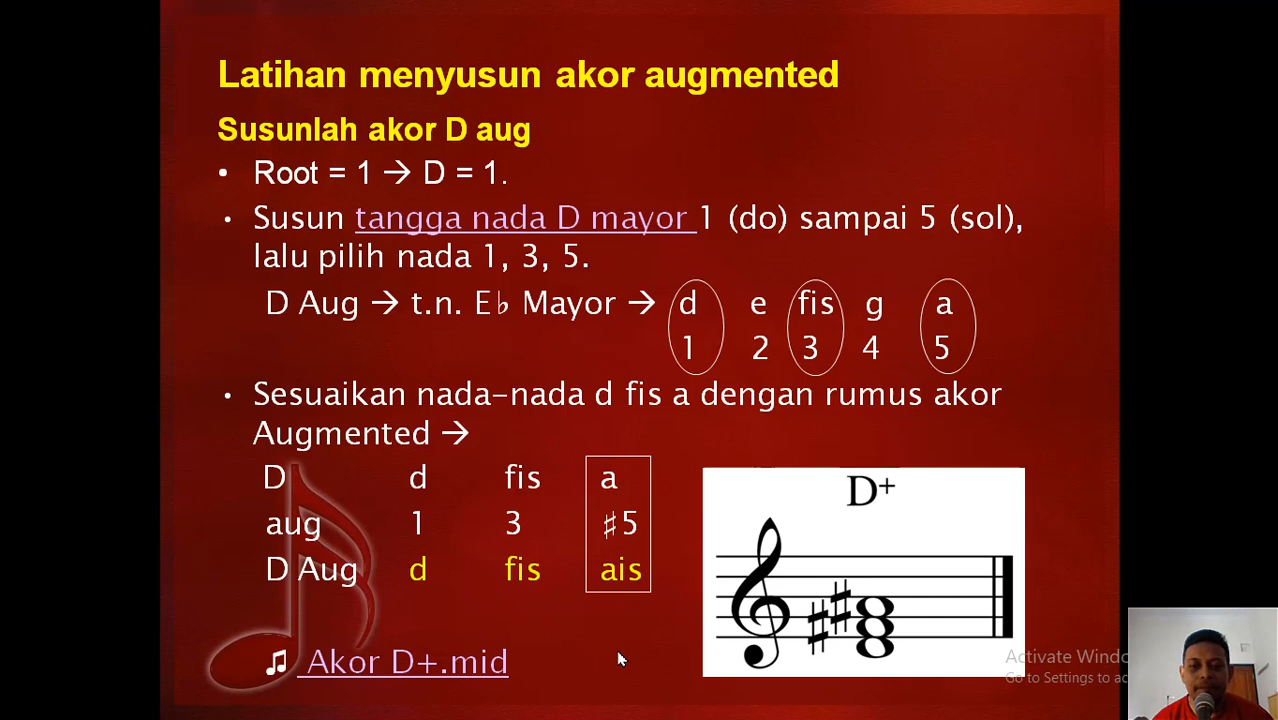 Latihan menyusun akor augmented
Susunlah akor D aug
• Root = 1 → D = 1.
• Susun tangga nada D mayor 1 (do) sampai 5 (sol),
lalu pilih nada 1, 3, 5.
D Aug → t.n. E♭ Mayor → d e fis g a
1 2 3 4 5
• Sesuaikan nada-nada d fis a dengan rumus akor
Augmented →
D d fis a
aug 1 3 ♯5
D Aug d fis ais
D+
♫ Akor D+.mid
Activate Windo
Go to Settings to ac